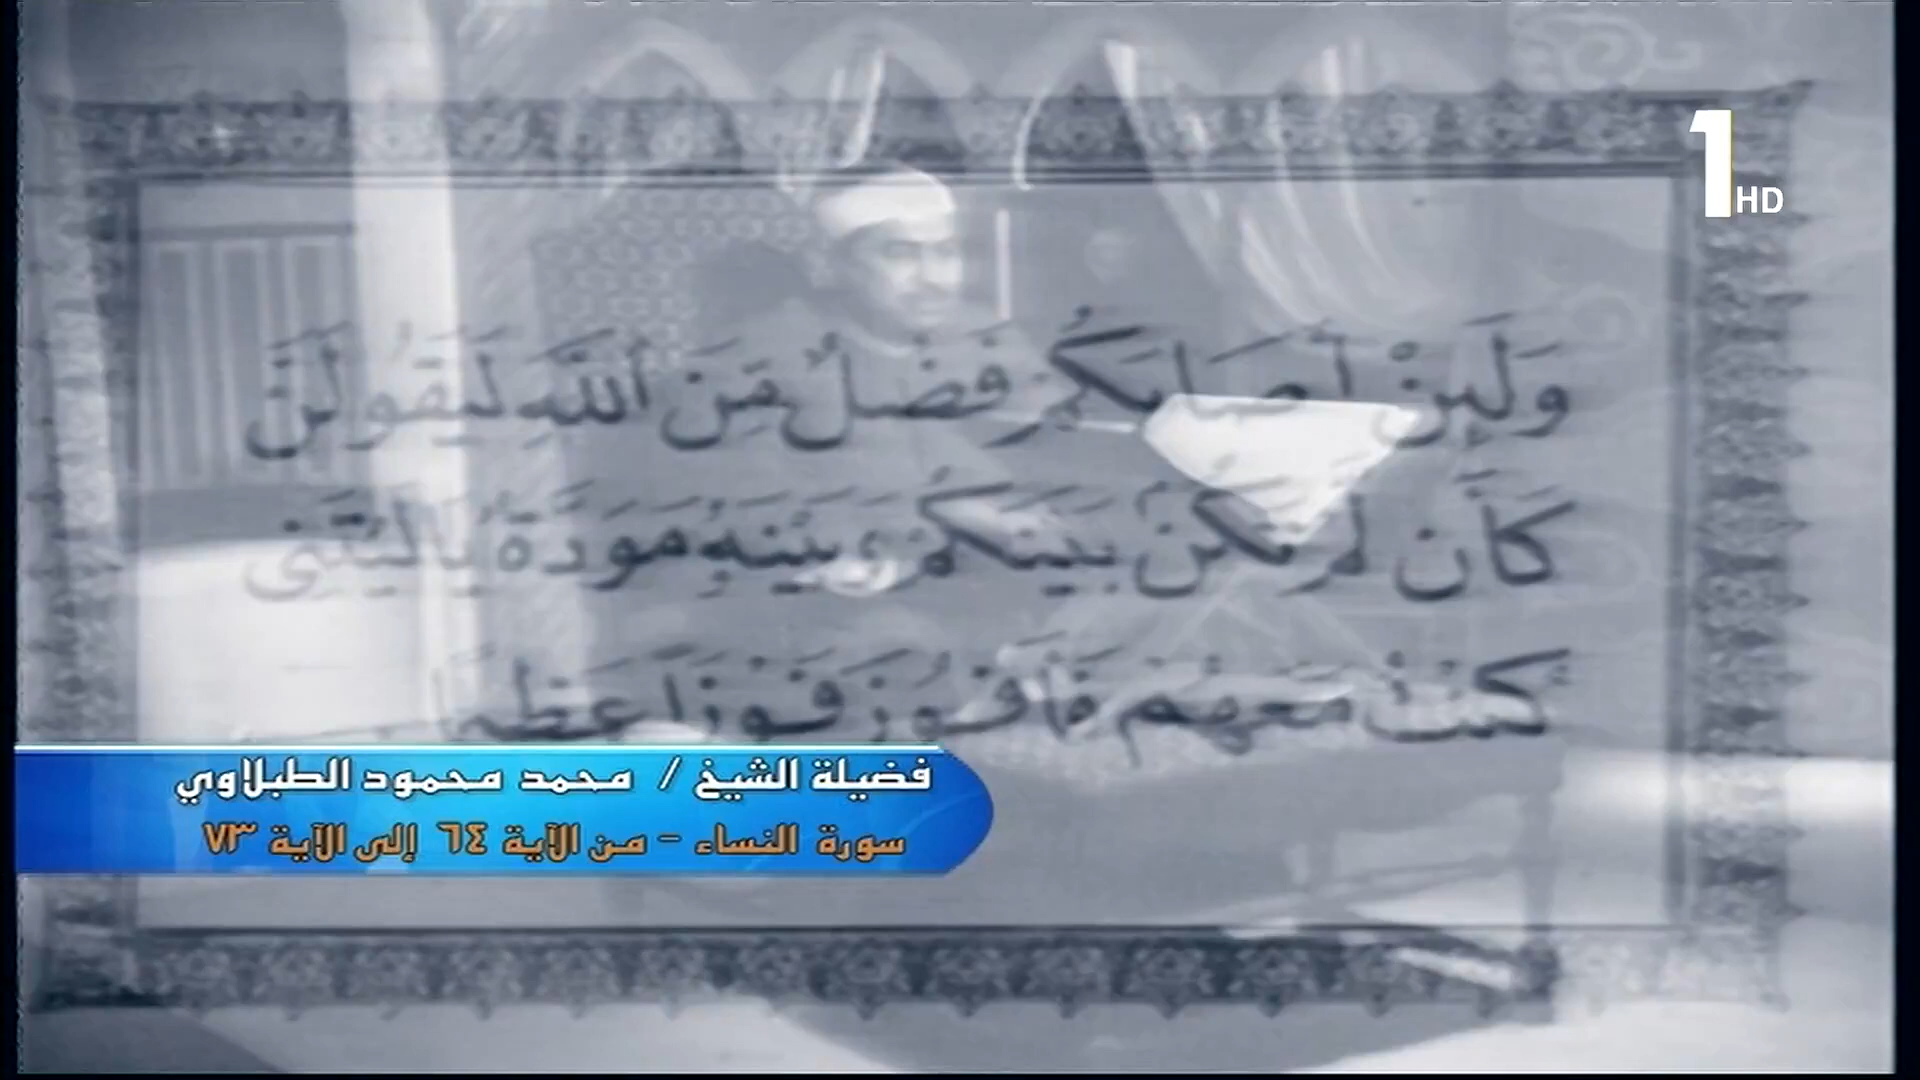 1HD
وَلَئِنْ أَصَابَكُمْ فَضْلٌ مِّنَ اللَّهِ لَيَقُولَنَّ
كَأَن لَّمْ تَكُنْ بَيْنَكُمْ وَبَيْنَهُ مَوَدَّةٌ يَالَيْتَنِي
كُنتُ مَعَهُمْ فَأَفُوزَ فَوْزًا عَظِيمًا
فضيلة الشيخ / محمد محمود الطبلاوي
سورة النساء - من الآية ٦٤ إلى الآية ٧٣